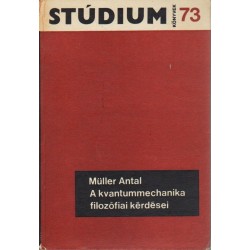 STÚDIUM
KÖNYVEK
73
Müller Antal
A kvantummechanika
filozófiai kérdései